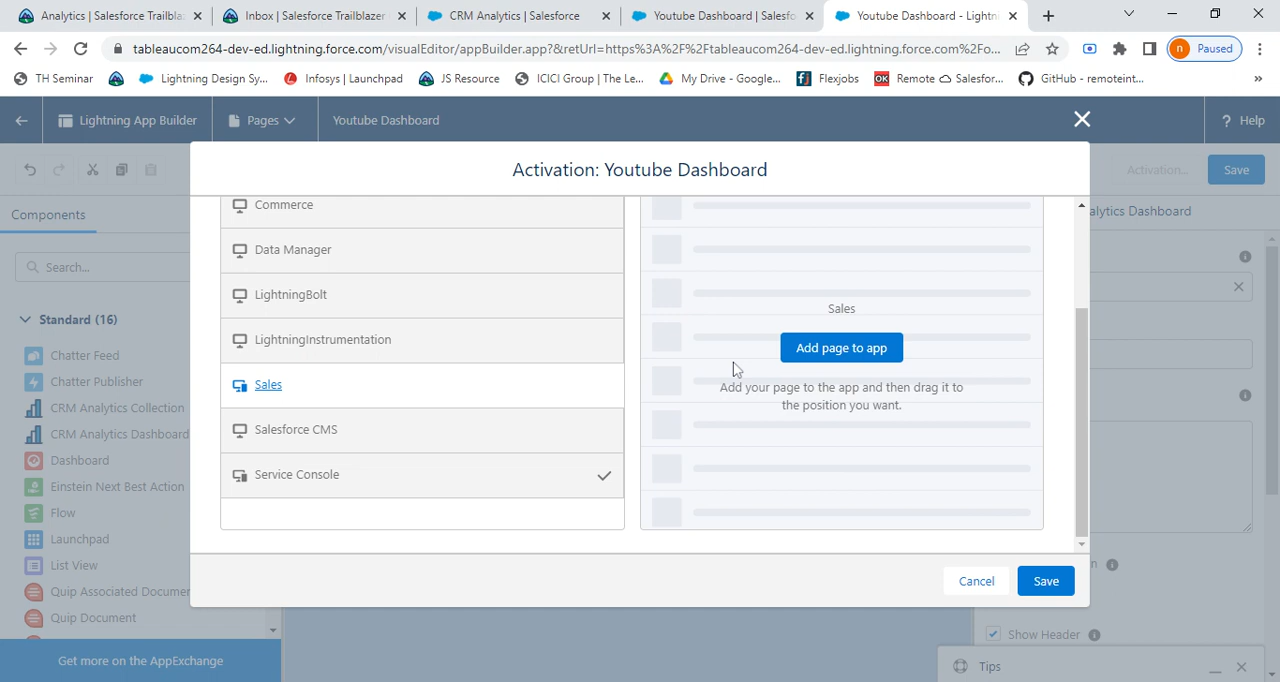 Analytics | Salesforce Trailblaz
Inbox | Salesforce Trailblazer
CRM Analytics | Salesforce
Youtube Dashboard | Salesfo
Youtube Dashboard - Lightni
tableaucom264-dev-ed.lightning.force.com/visualEditor/appBuilder.app?&retUrl=https%3A%2F%2Ftableaucom264-dev-ed.lightning.force.com%2Fo...
n Paused
TH Seminar
Lightning Design Sy...
Infosys | Launchpad
JS Resource
ICICI Group | The Le...
My Drive - Google...
Flexjobs
OK Remote ☁ Salesfor...
GitHub - remoteint...
»
Lightning App Builder
Pages
Youtube Dashboard
? Help
Activation: Youtube Dashboard
Activation...
Save
Components
alytics Dashboard
Search...
Standard (16)
Chatter Feed
Chatter Publisher
CRM Analytics Collection
CRM Analytics Dashboard
Dashboard
Einstein Next Best Action
Flow
Launchpad
List View
Quip Associated Documen
Quip Document
Get more on the AppExchange
Commerce
Data Manager
LightningBolt
LightningInstrumentation
Sales
Salesforce CMS
Service Console
Sales
Add page to app
Add your page to the app and then drag it to
the position you want.
Cancel
Save
n
Show Header
Tips